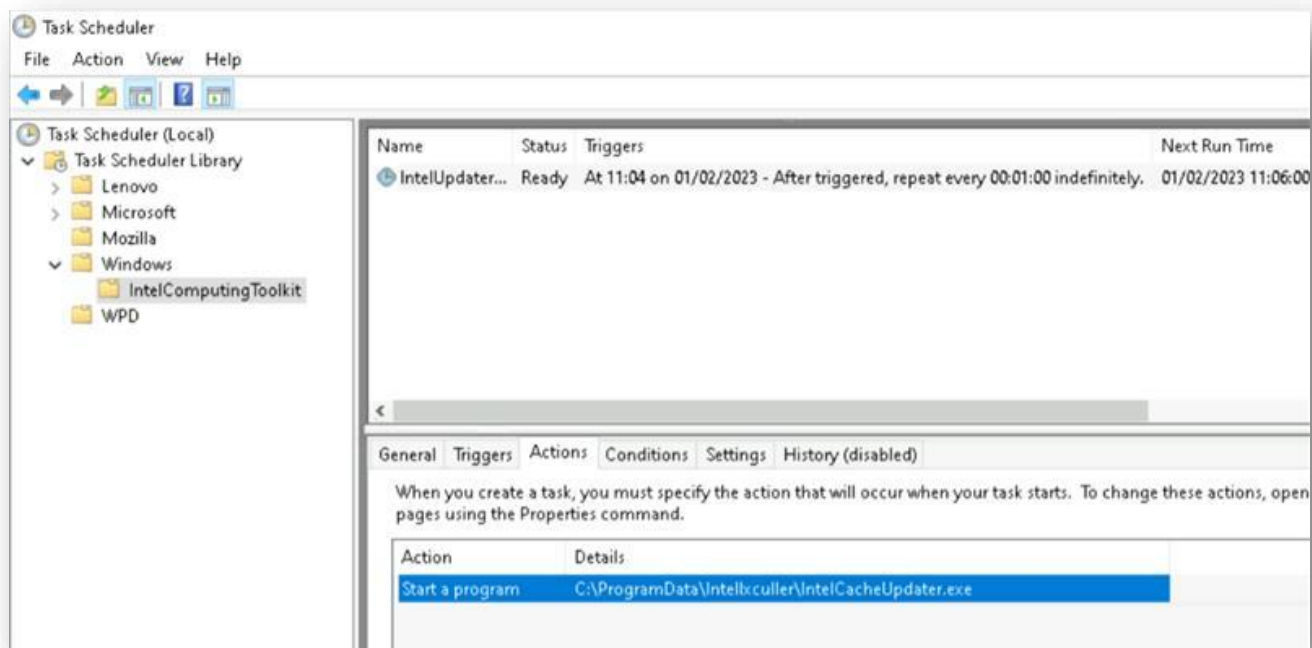 Task Scheduler
File Action View Help
Task Scheduler (Local)
Task Scheduler Library
Lenovo
Microsoft
Mozilla
Windows
IntelComputingToolkit
WPD
Name Status Triggers Next Run Time
IntelUpdater... Ready At 11:04 on 01/02/2023 - After triggered, repeat every 00:01:00 indefinitely. 01/02/2023 11:06:00
General Triggers Actions Conditions Settings History (disabled)
When you create a task, you must specify the action that will occur when your task starts. To change these actions, open
pages using the Properties command.
Action Details
Start a program C:\ProgramData\Intellxculler\IntelCacheUpdater.exe